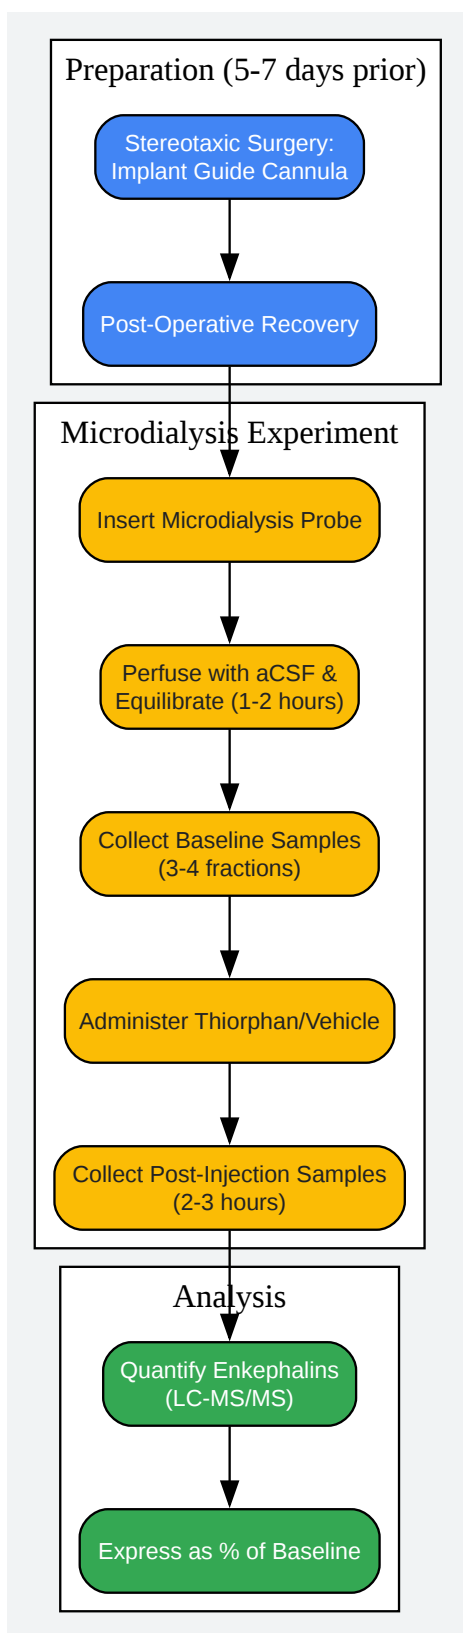 Preparation (5-7 days prior)
Stereotaxic Surgery:
Implant Guide Cannula
Post-Operative Recovery
Microdialysis Experiment
Insert Microdialysis Probe
Perfuse with aCSF &
Equilibrate (1-2 hours)
Collect Baseline Samples
(3-4 fractions)
Administer Thiorphan/Vehicle
Collect Post-Injection Samples
(2-3 hours)
Analysis
Quantify Enkephalins
(LC-MS/MS)
Express as % of Baseline